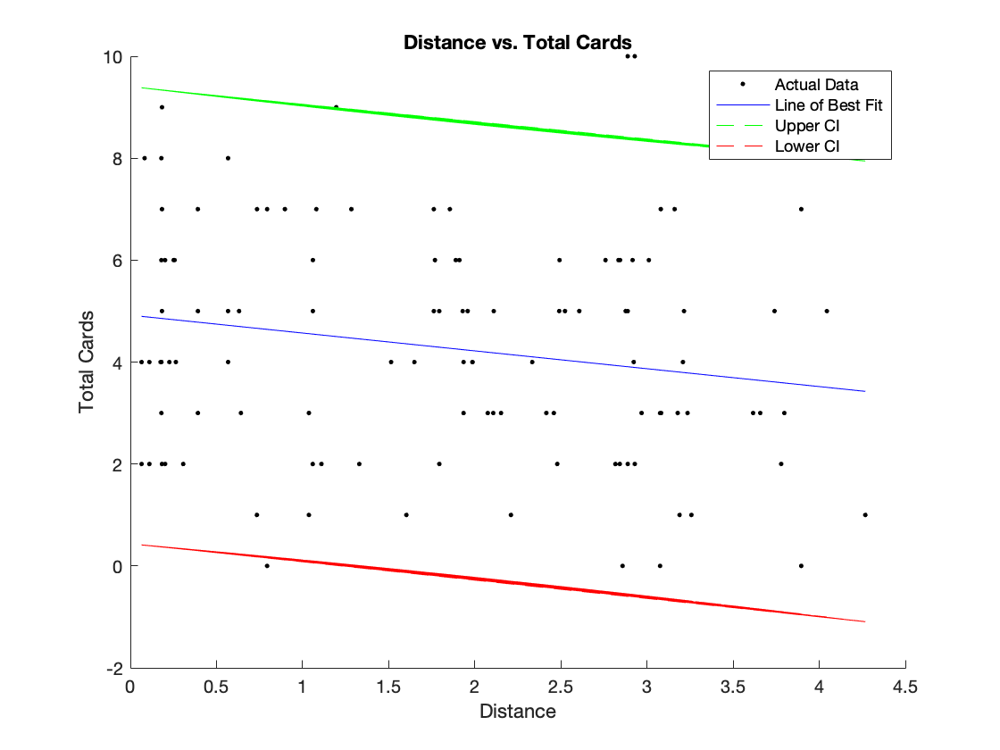 Distance vs. Total Cards
10
8
6
4
2
0
-2
Total Cards
Actual Data
Line of Best Fit
Upper CI
Lower CI
0 0.5 1 1.5 2 2.5 3 3.5 4 4.5
Distance